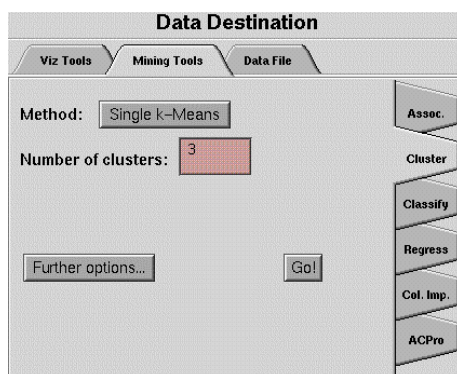 Data Destination
Viz Tools
Mining Tools
Data File
Method: Single k-Means
Number of clusters: 3
Further options...
Go!
Assoc.
Cluster
Classify
Regress
Col. Imp.
ACPro